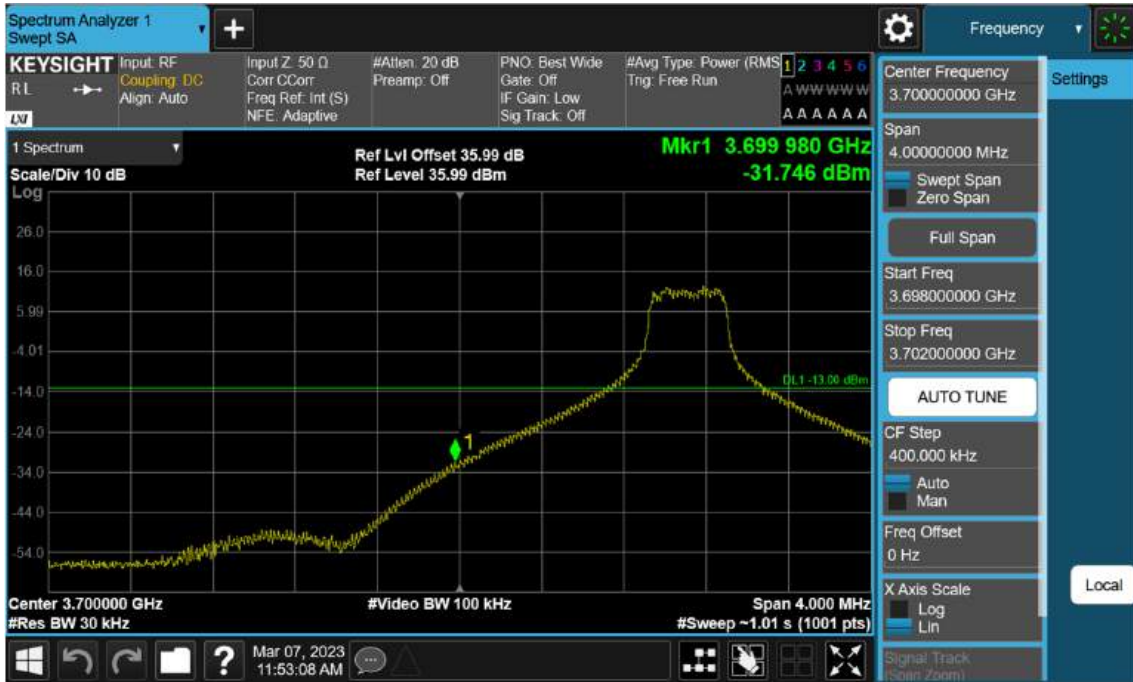 Spectrum Analyzer 1
Swept SA
Frequency
KEYSIGHT
RL
LXI
Input: RF
Coupling: DC
Align: Auto
Input Z: 50 Ω
Corr CCorr
Freq Ref: Int (S)
NFE: Adaptive
#Atten: 20 dB
Preamp: Off
PNO: Best Wide
Gate: Off
IF Gain: Low
Sig Track: Off
#Avg Type: Power (RMS
Trig: Free Run
1 2 3 4 5 6
A W W W W W
A A A A A A
1 Spectrum
Scale/Div 10 dB
Ref Lvl Offset 35.99 dB
Ref Level 35.99 dBm
Mkr1 3.699 980 GHz
-31.746 dBm
Log
26.0
16.0
5.99
-4.01
-14.0
-24.0
-34.0
-44.0
-54.0
DL1 -13.00 dBm
1
Center 3.700000 GHz
#Res BW 30 kHz
#Video BW 100 kHz
Span 4.000 MHz
#Sweep ~1.01 s (1001 pts)
Mar 07, 2023
11:53:08 AM
Center Frequency
3.700000000 GHz
Span
4.00000000 MHz
Swept Span
Zero Span
Full Span
Start Freq
3.698000000 GHz
Stop Freq
3.702000000 GHz
AUTO TUNE
CF Step
400.000 kHz
Auto
Man
Freq Offset
0 Hz
X Axis Scale
Log
Lin
Signal Track
(Span Zoom)
Settings
Local